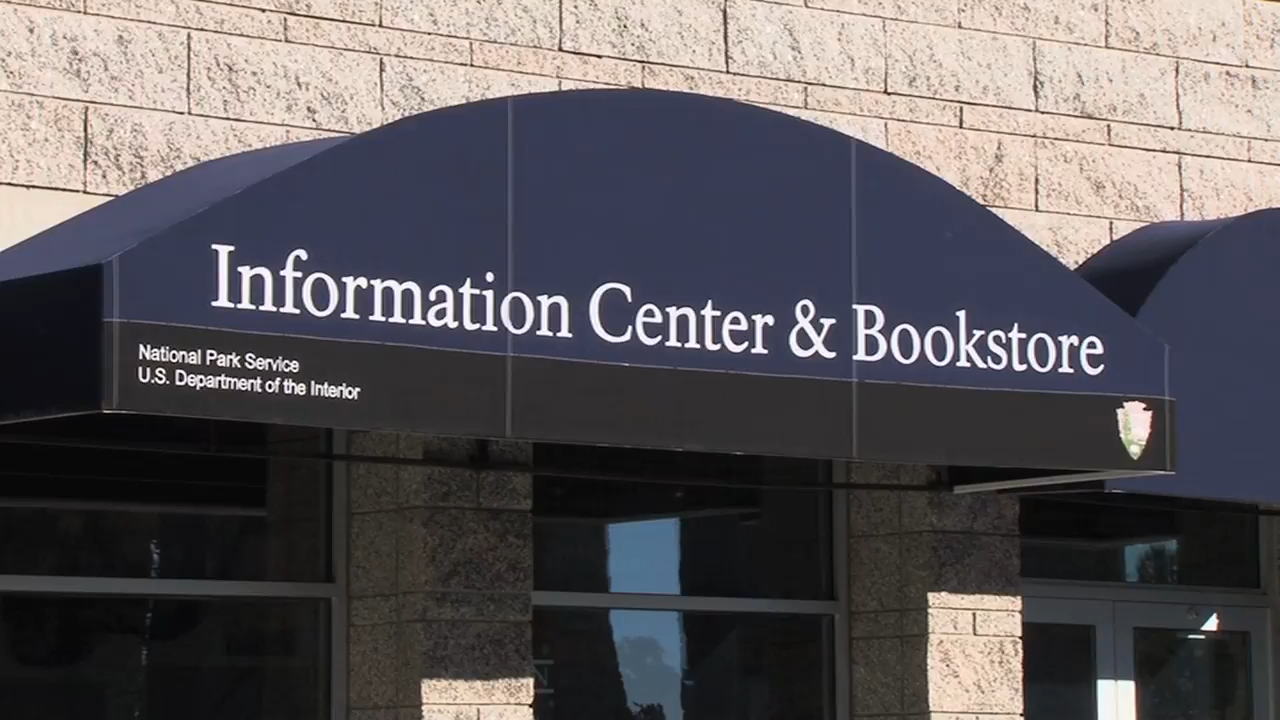 Information Center & Bookstore
National Park Service
U.S. Department of the Interior